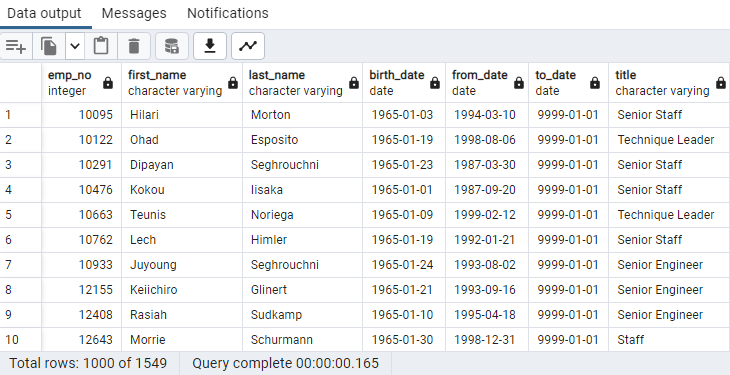 Data output Messages Notifications
emp_no first_name last_name birth_date from_date to_date title
integer character varying character varying date date date character varying
1 10095 Hilari Morton 1965-01-03 1994-03-10 9999-01-01 Senior Staff
2 10122 Ohad Esposito 1965-01-19 1998-08-06 9999-01-01 Technique Leader
3 10291 Dipayan Seghrouchni 1965-01-23 1987-03-30 9999-01-01 Senior Staff
4 10476 Kokou Iisaka 1965-01-01 1987-09-20 9999-01-01 Senior Staff
5 10663 Teunis Noriega 1965-01-09 1999-02-12 9999-01-01 Technique Leader
6 10762 Lech Himler 1965-01-19 1992-01-21 9999-01-01 Senior Staff
7 10933 Juyoung Seghrouchni 1965-01-24 1993-08-02 9999-01-01 Senior Engineer
8 12155 Keiichiro Glinert 1965-01-21 1993-09-16 9999-01-01 Senior Engineer
9 12408 Rasiah Sudkamp 1965-01-10 1995-04-18 9999-01-01 Senior Engineer
10 12643 Morrie Schurmann 1965-01-30 1998-12-31 9999-01-01 Staff
Total rows: 1000 of 1549 Query complete 00:00:00.165